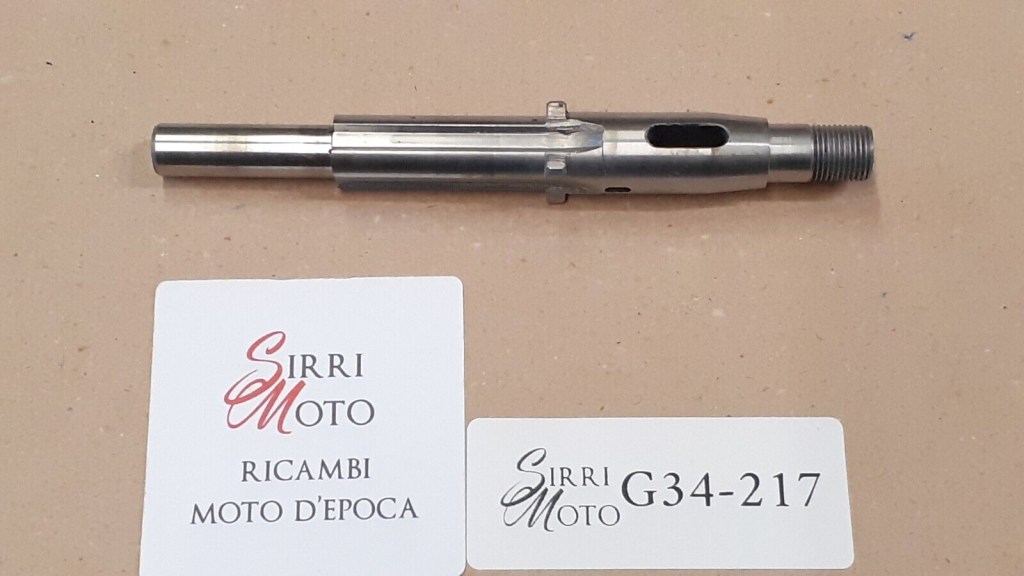 SIRRI
MOTO
RICAMBI
MOTO D'EPOCA
SIRRI
MOTO
G34-217